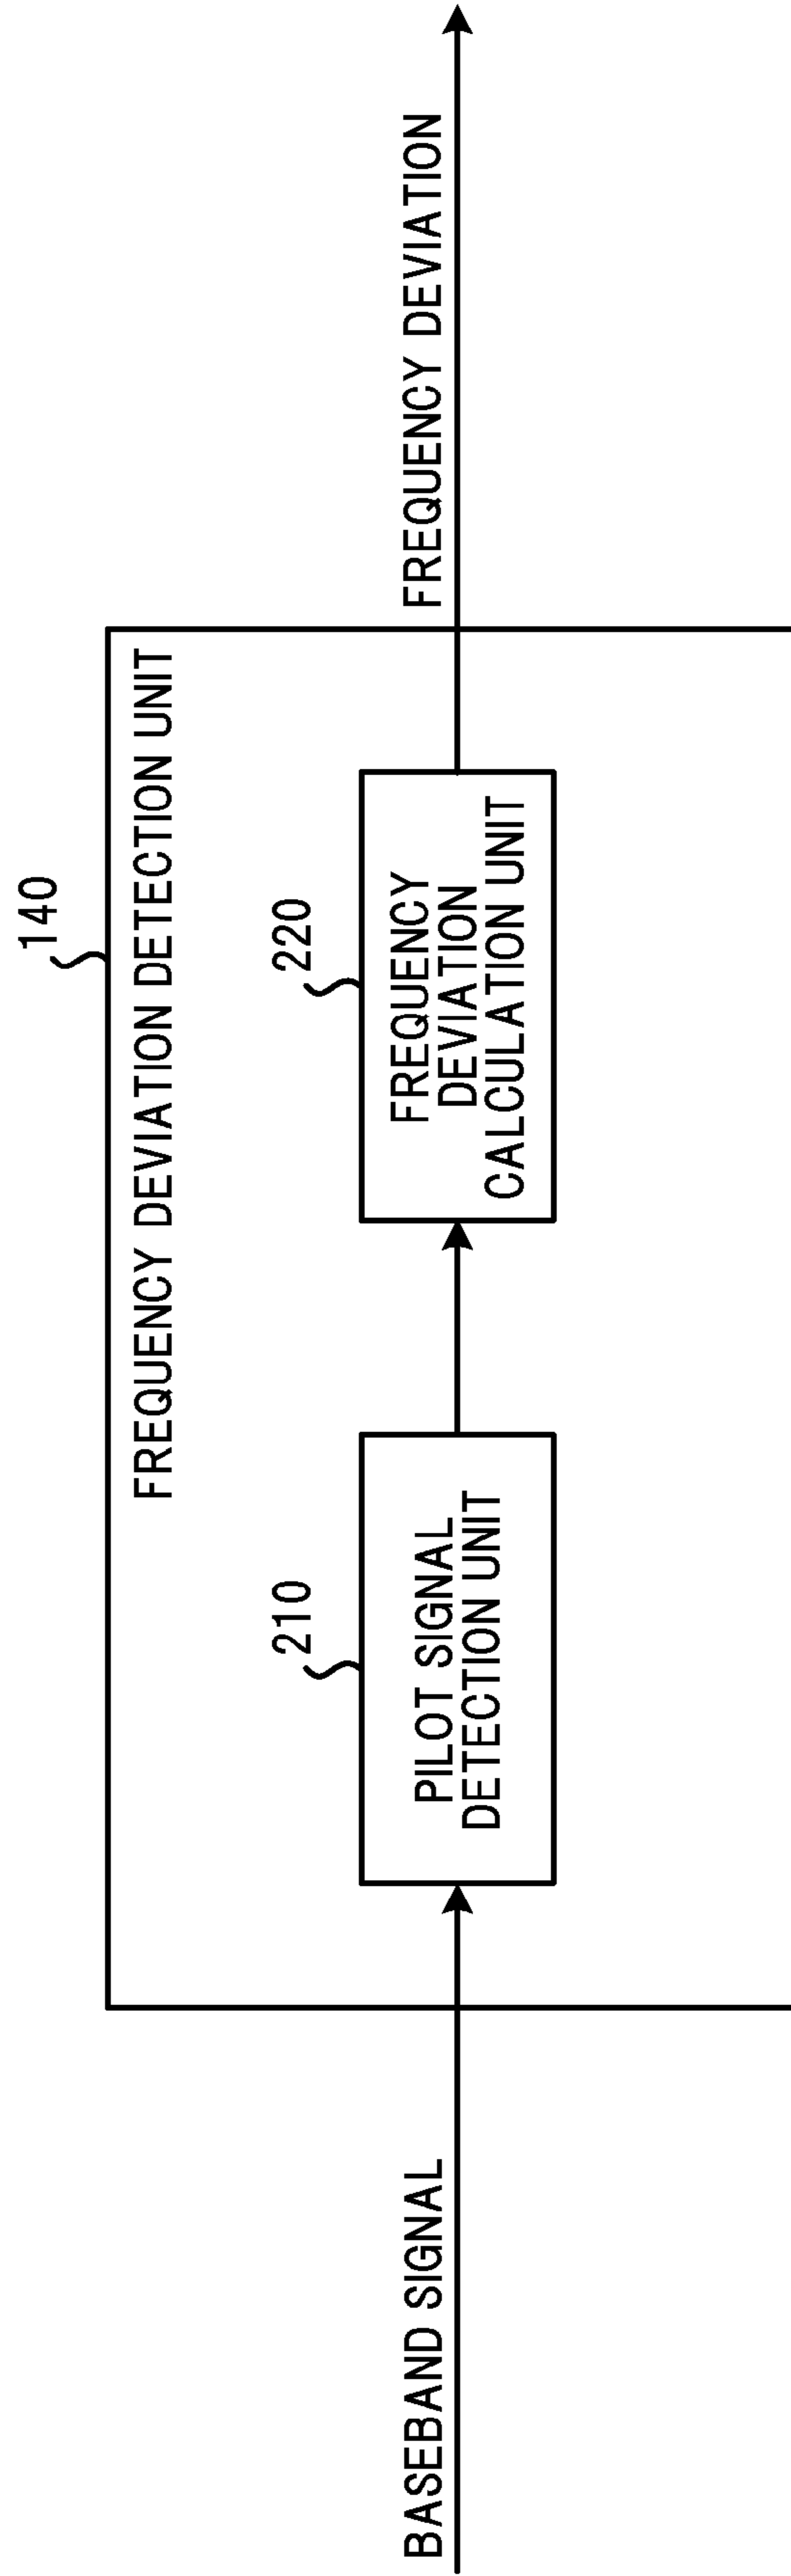 140
FREQUENCY DEVIATION DETECTION UNIT
210
220
BASEBAND SIGNAL
PILOT SIGNAL
DETECTION UNIT
FREQUENCY
DEVIATION
CALCULATION UNIT
FREQUENCY DEVIATION